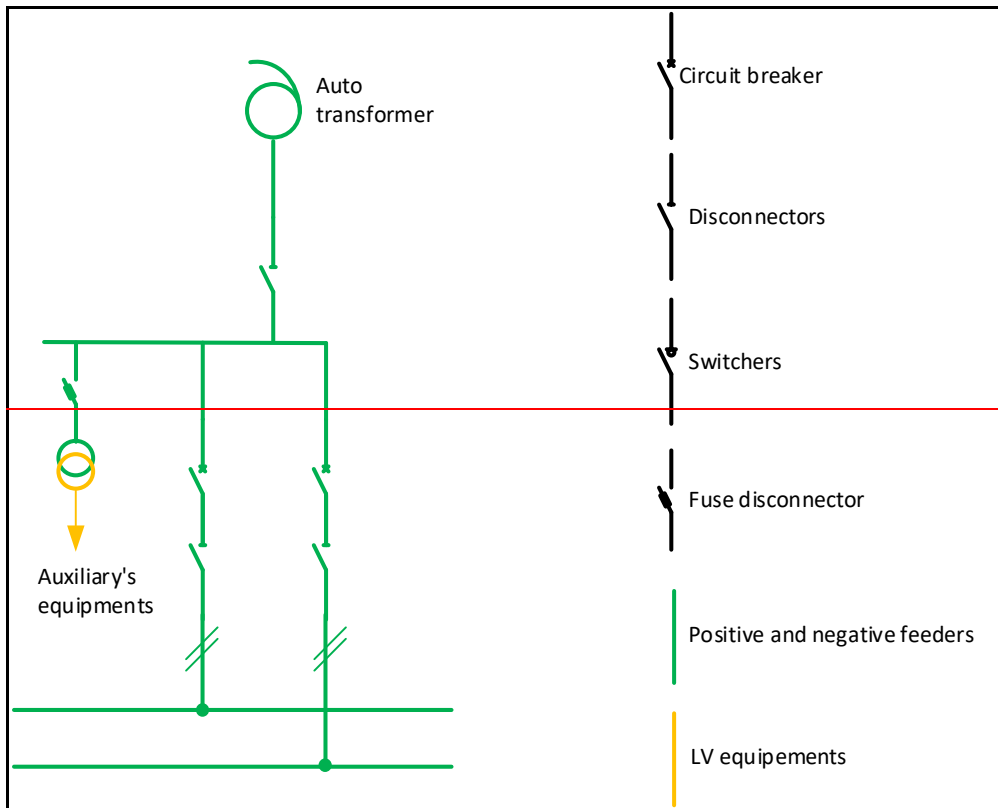 Auto
transformer
Auxiliary's
equipments
Circuit breaker
Disconnectors
Switchers
Fuse disconnector
Positive and negative feeders
LV equipements